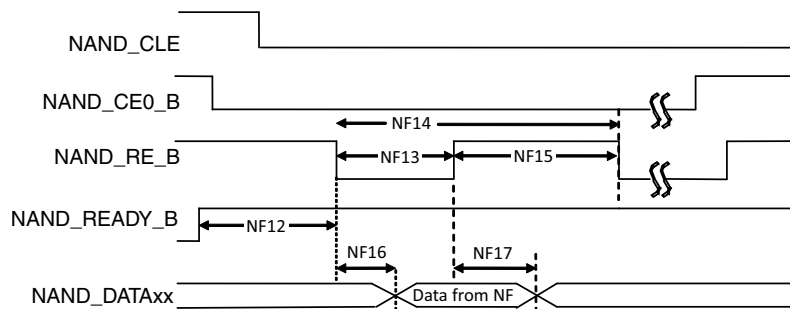 NAND_CLE
NAND_CE0_B
NF14
NAND_RE_B
NF13
NF15
NAND_READY_B
NF12
NF16
NF17
NAND_DATAxx
Data from NF